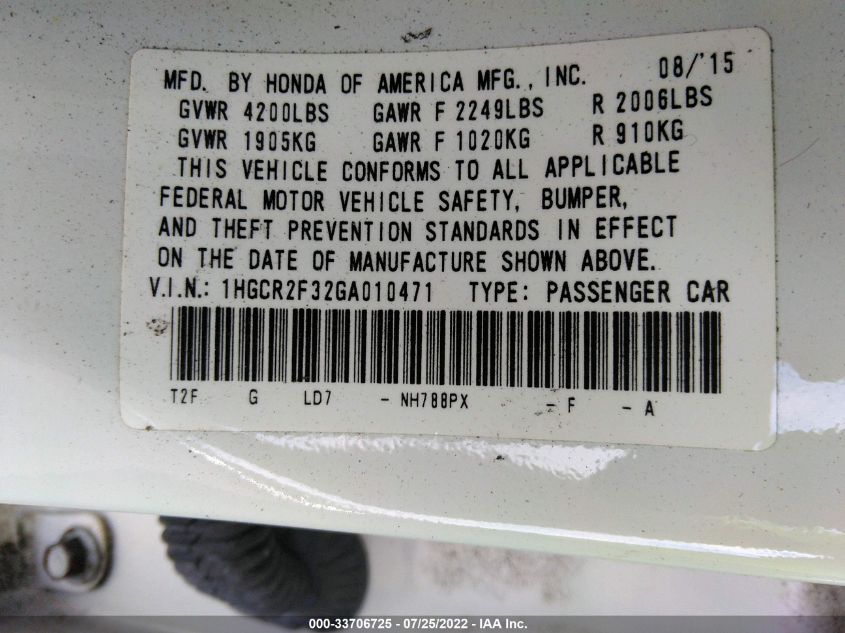 MFD. BY HONDA OF AMERICA MFG., INC. 08/'15
GVWR 4200LBS GAWR F 2249LBS R 2006LBS
GVWR 1905KG GAWR F 1020KG R 910KG
THIS VEHICLE CONFORMS TO ALL APPLICABLE
FEDERAL MOTOR VEHICLE SAFETY, BUMPER,
AND THEFT PREVENTION STANDARDS IN EFFECT
ON THE DATE OF MANUFACTURE SHOWN ABOVE.
V.I.N.: 1HGCR2F32GA010471 TYPE: PASSENGER CAR
T2F G LD7 - NH788PX - F - A
000-33706725 - 07/25/2022 - IAA Inc.